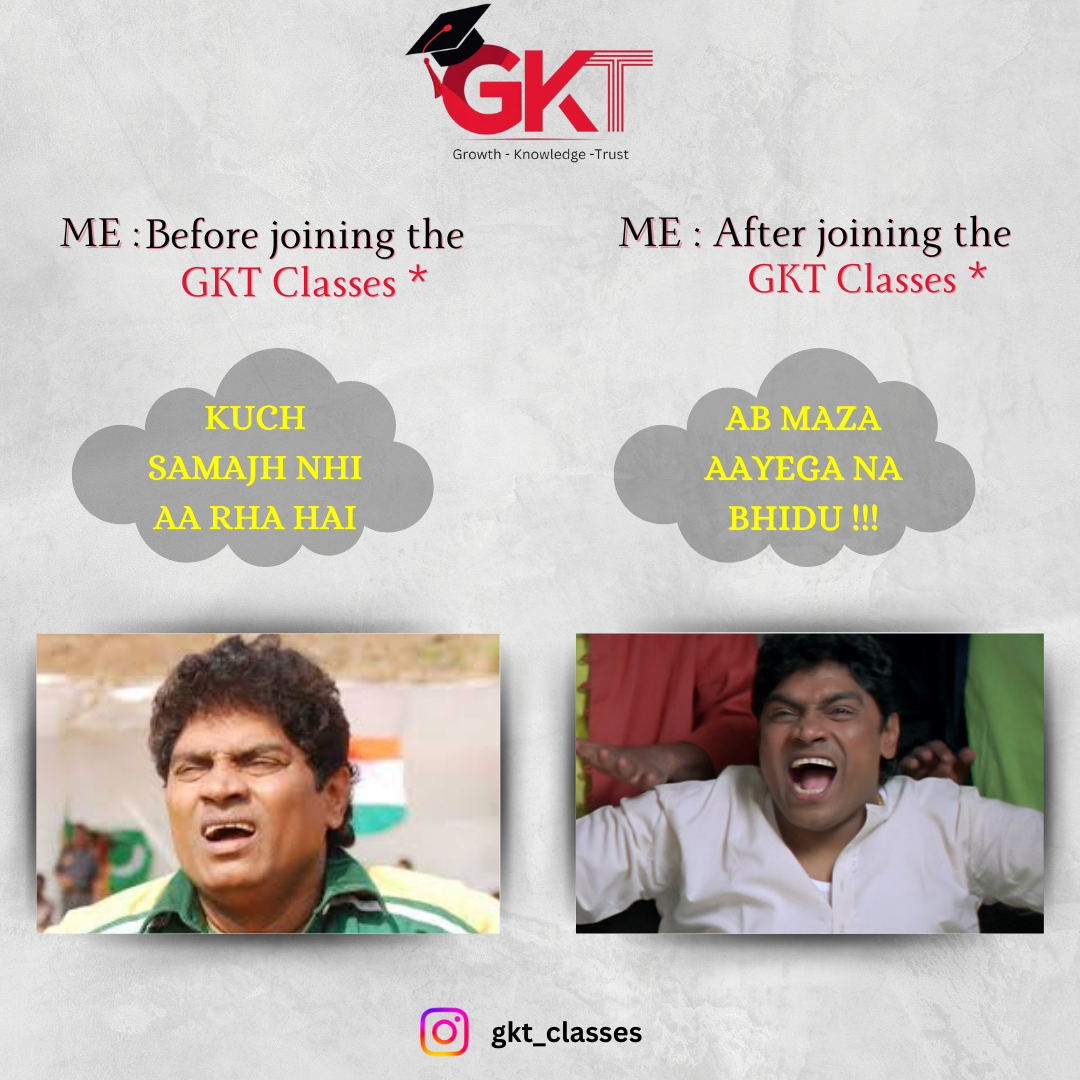 GKT
Growth - Knowledge -Trust
ME : Before joining the
GKT Classes *
KUCH
SAMAJH NHI
AA RHA HAI
ME : After joining the
GKT Classes *
AB MAZA
AAYEGA NA
BHIDU !!!
gkt_classes